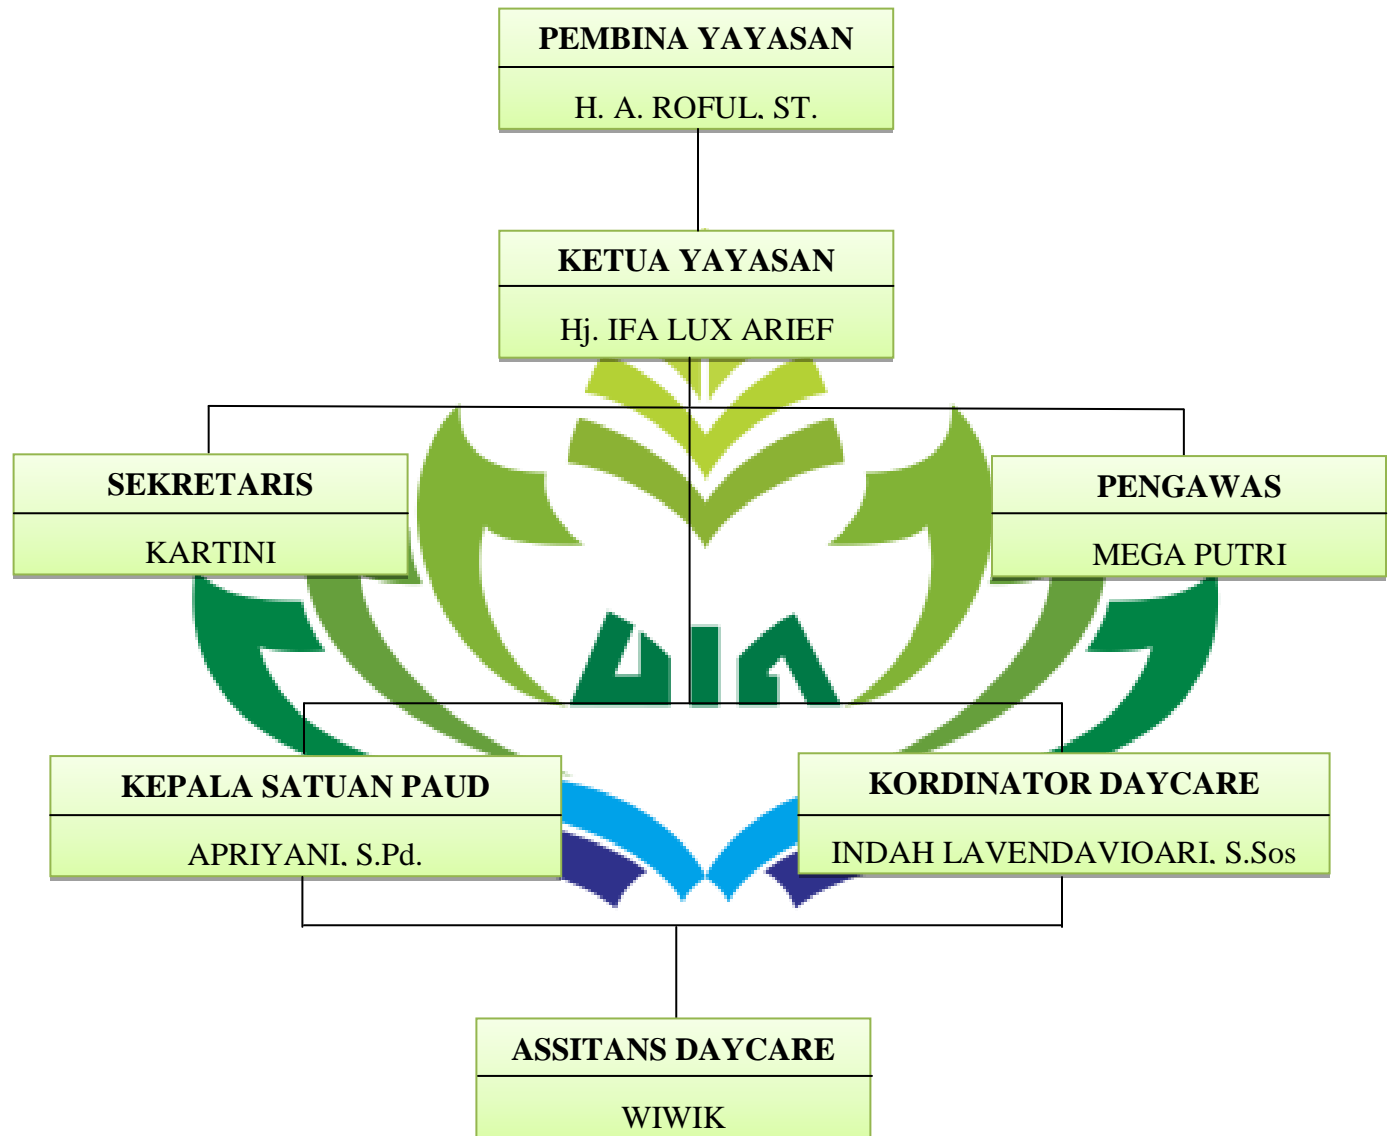 PEMBINA YAYASAN
H. A. ROFUL, ST.
KETUA YAYASAN
Hj. IFA LUX ARIEF
SEKRETARIS
KARTINI
PENGAWAS
MEGA PUTRI
KEPALA SATUAN PAUD
APRIYANI, S.Pd.
KORDINATOR DAYCARE
INDAH LAVENDAVIOARI, S.Sos
ASSITANS DAYCARE
WIWIK